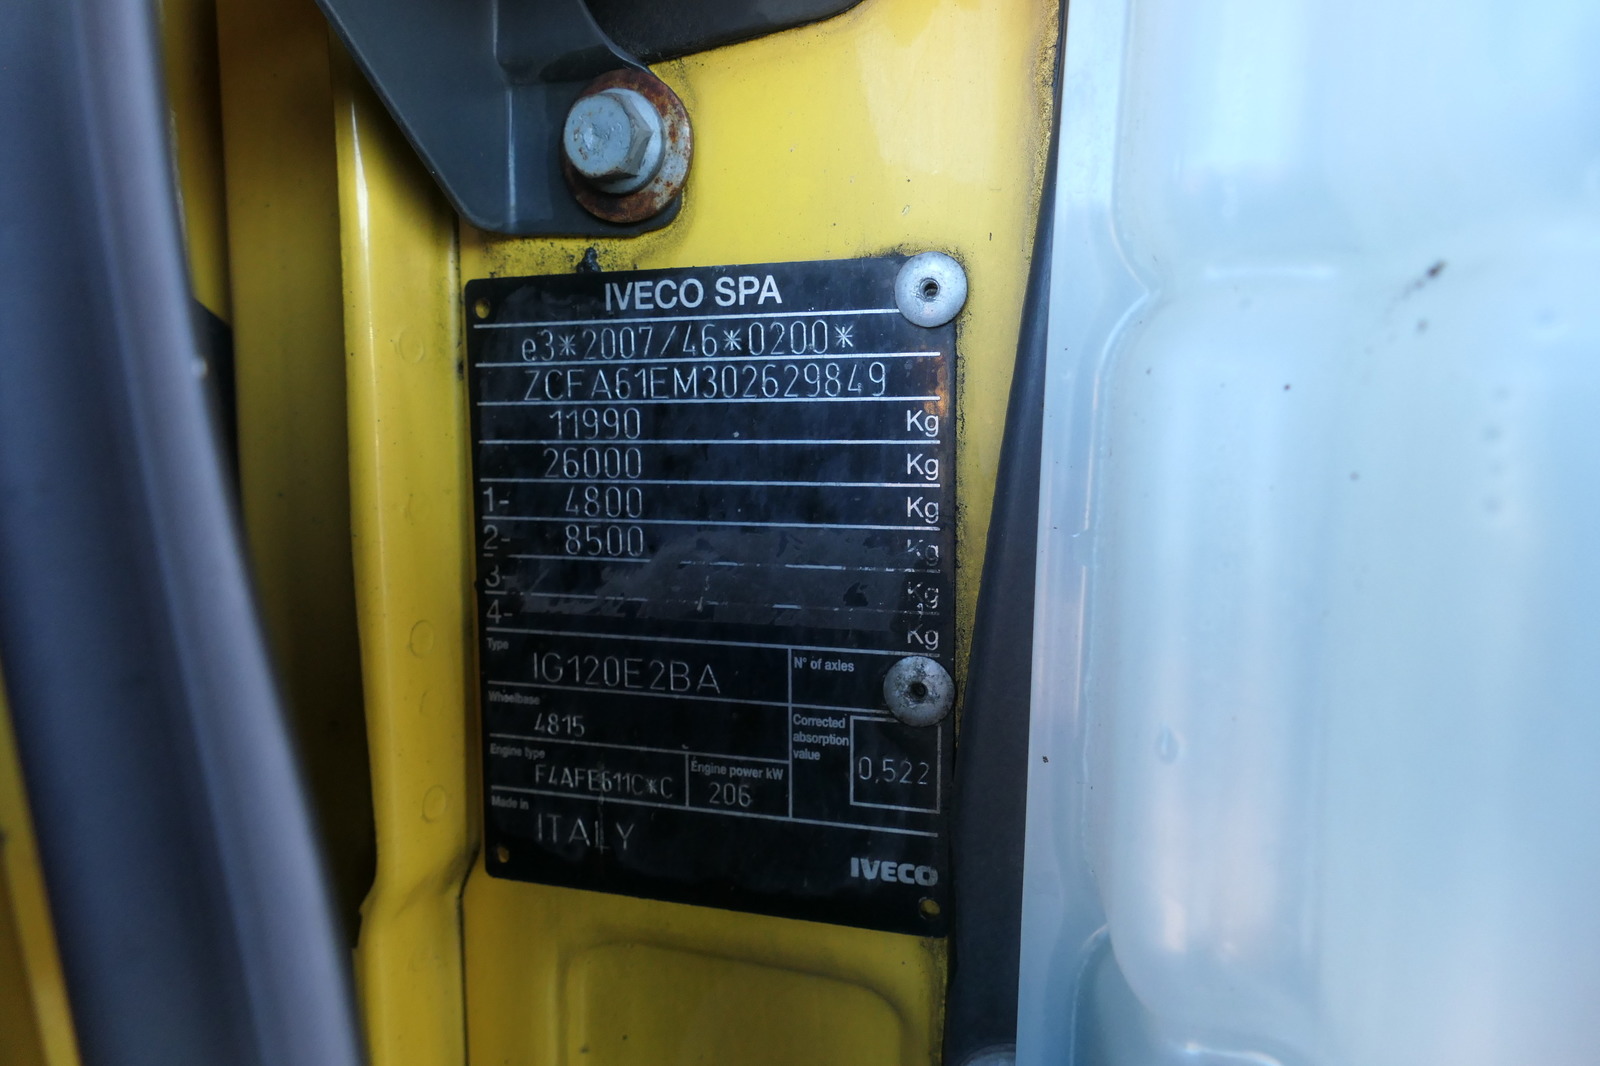 IVECO SPA
e3*2007/46*0200*
ZCFA61EM302629849
11990 Kg
26000 Kg
1- 4800 Kg
2- 8500 Kg
3- Kg
4- Kg
Type
IG120E2BA
N° of axles
Wheelbase
4815
Corrected absorption value
0,522
Engine type
F4AFE611C*C
Engine power kW
206
Made in
ITALY
IVECO